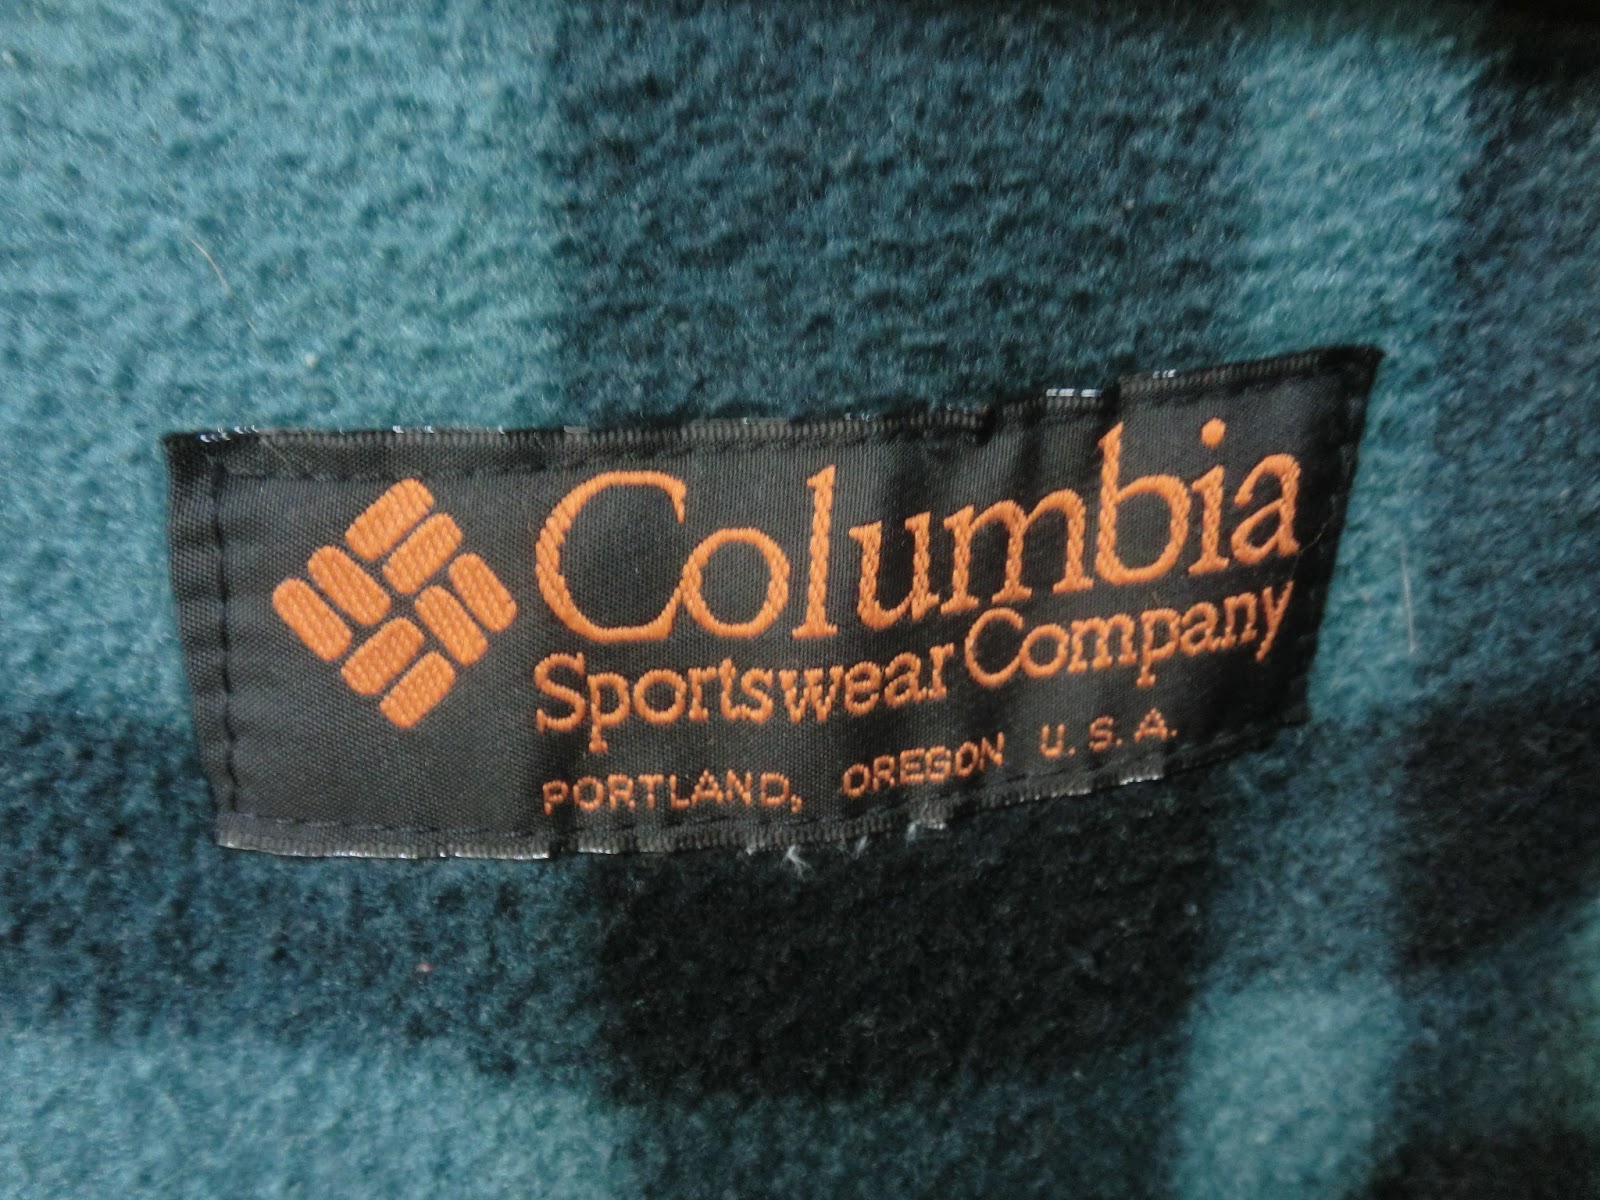 Columbia
Sportswear Company
PORTLAND, OREGON U.S.A.